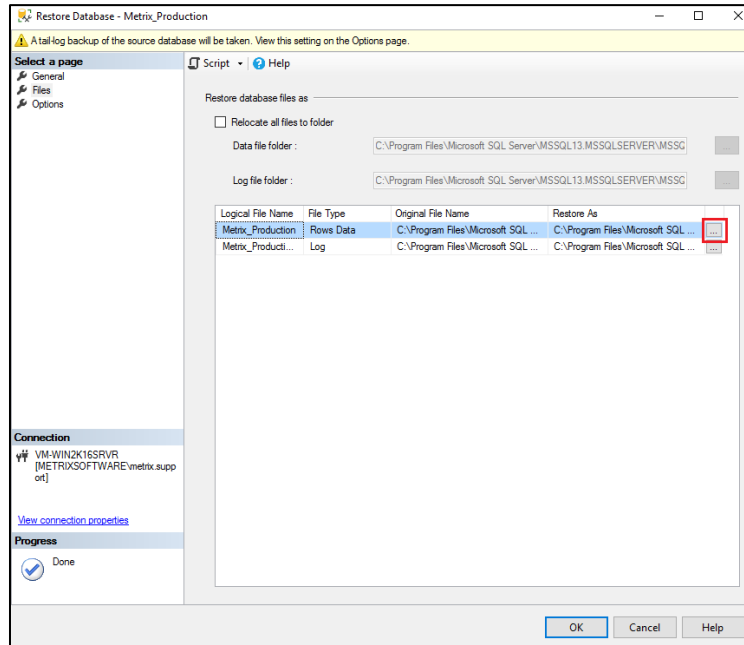 Restore Database - Metrix_Production
A tail-log backup of the source database will be taken. View this setting on the Options page.
Select a page
General
Files
Options
Script Help
Restore database files as
Relocate all files to folder
Data file folder : C:\Program Files\Microsoft SQL Server\MSSQL13.MSSQLSERVER\MSSQ ...
Log file folder : C:\Program Files\Microsoft SQL Server\MSSQL13.MSSQLSERVER\MSSQ ...
Logical File Name File Type Original File Name Restore As
Metrix_Production Rows Data C:\Program Files\Microsoft SQL ... C:\Program Files\Microsoft SQL ... ...
Metrix_Producti... Log C:\Program Files\Microsoft SQL ... C:\Program Files\Microsoft SQL ... ...
Connection
VM-WIN2K16SRVR
[METRIXSOFTWARE\metrix.supp
ort]
View connection properties
Progress
Done
OK Cancel Help